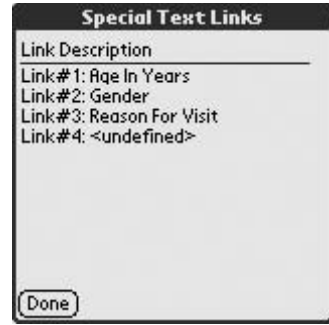 Special Text Links
Link Description
Link#1: Age In Years
Link#2: Gender
Link#3: Reason For Visit
Link#4: <undefined>
Done